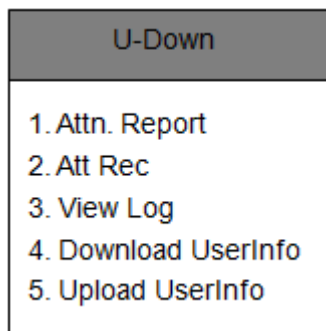 U-Down
1. Attn. Report
2. Att Rec
3. View Log
4. Download UserInfo
5. Upload UserInfo